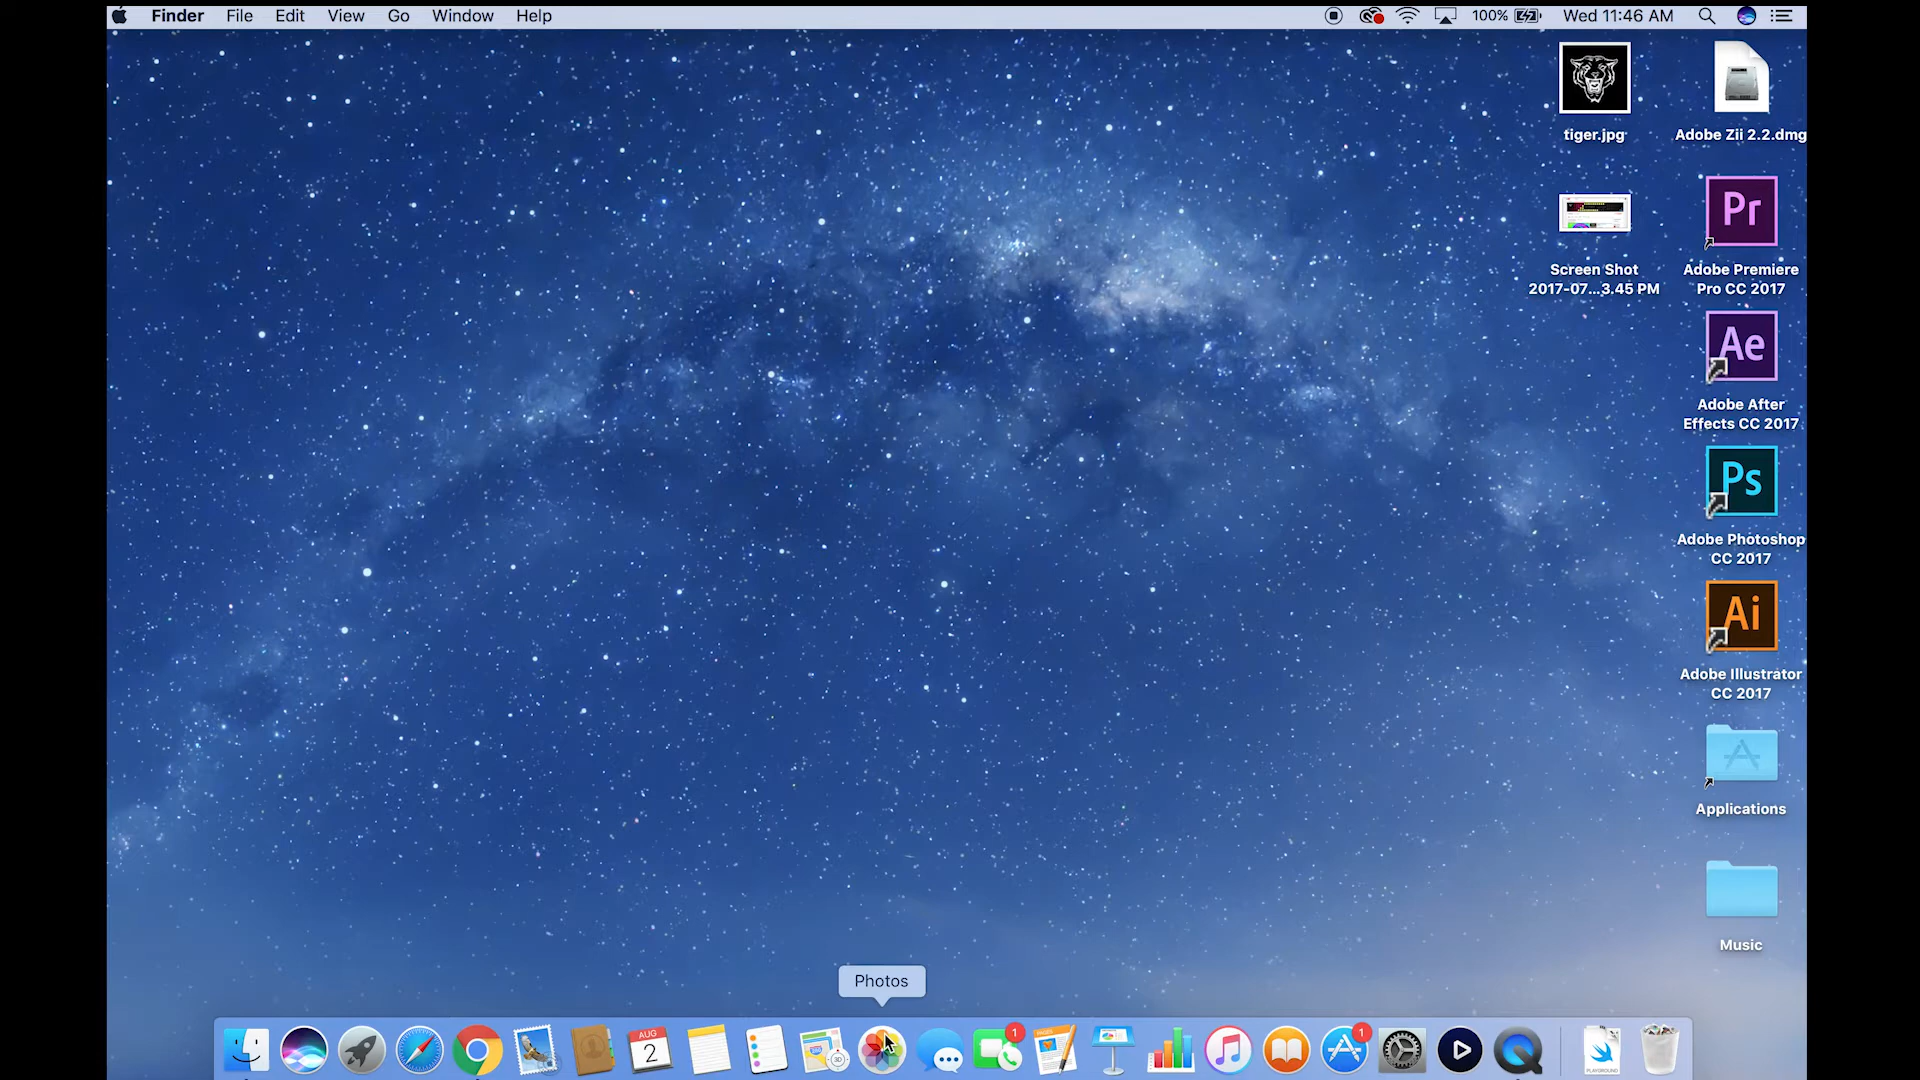 Finder File Edit View Go Window Help 100% Wed 11:46 AM
tiger.jpg
Adobe Zii 2.2.dmg
Screen Shot
2017-07...3.45 PM
Pr
Adobe Premiere
Pro CC 2017
Ae
Adobe After
Effects CC 2017
Ps
Adobe Photoshop
CC 2017
Ai
Adobe Illustrator
CC 2017
Applications
Music
Photos
AUG
2
1
PAGES
1
PLAYGROUND